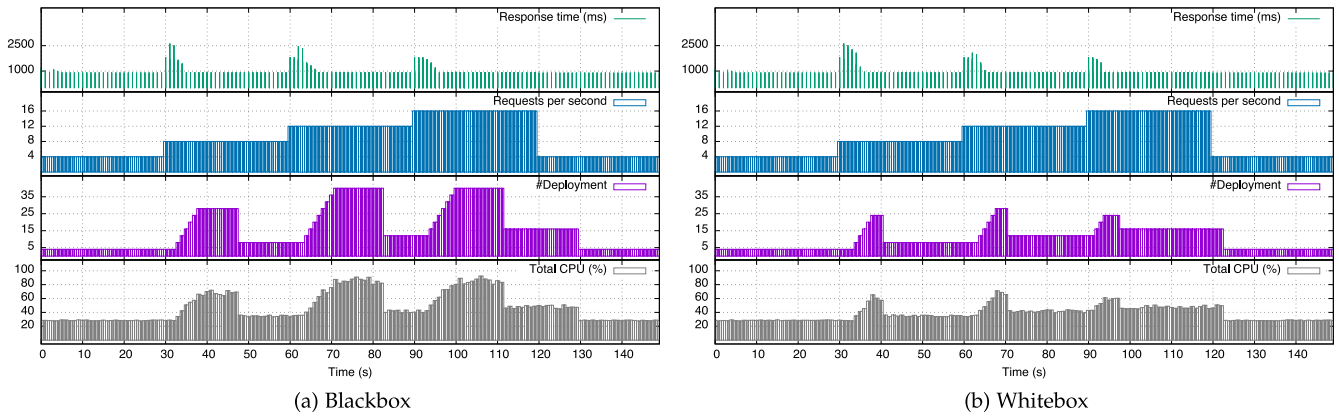 Response time (ms)
2500
1000
Requests per second
16
12
8
4
#Deployment
35
25
15
5
Total CPU (%)
100
80
60
40
20
0 10 20 30 40 50 60 70 80 90 100 110 120 130 140
Time (s)
(a) Blackbox
Response time (ms)
2500
1000
Requests per second
16
12
8
4
#Deployment
35
25
15
5
Total CPU (%)
100
80
60
40
20
0 10 20 30 40 50 60 70 80 90 100 110 120 130 140
Time (s)
(b) Whitebox